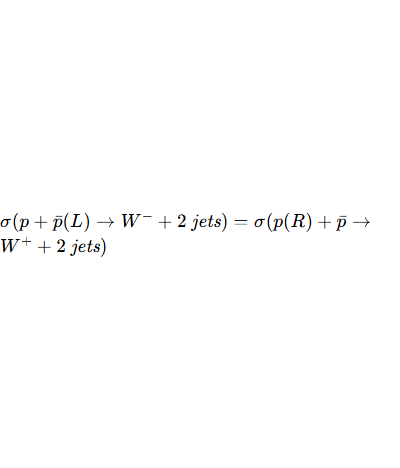 σ(p + p̄(L) → W⁻ + 2 jets) = σ(p(R) + p̄ →
W⁺ + 2 jets)